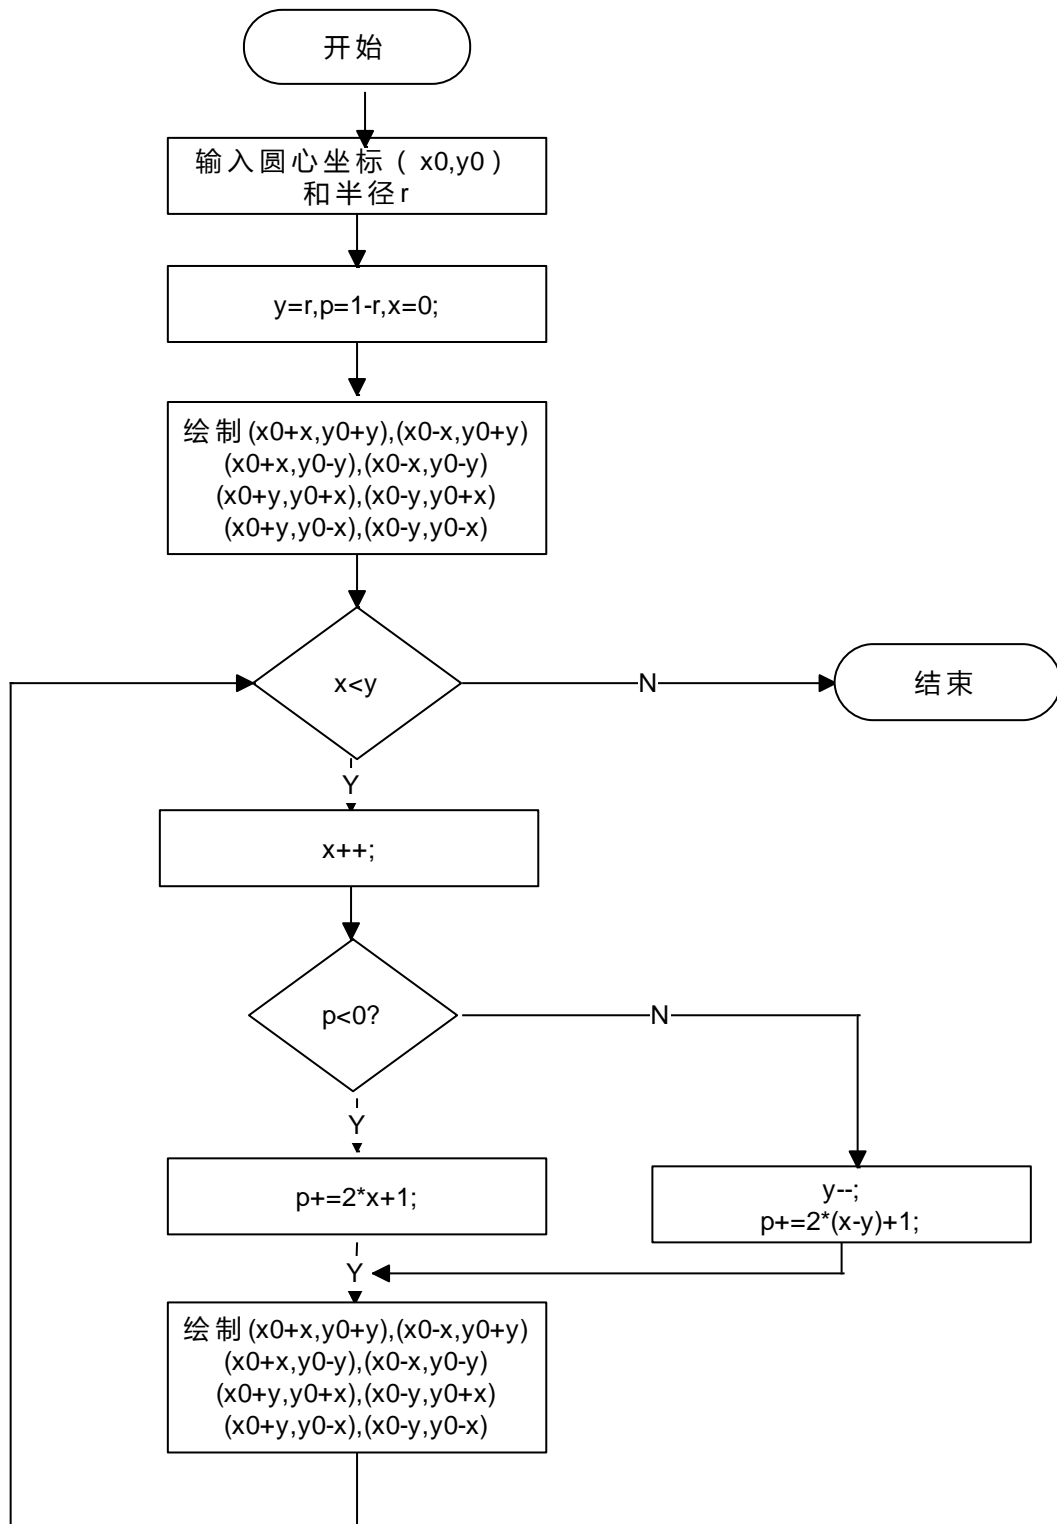 开始
输入圆心坐标（x0,y0）
和半径r
y=r,p=1-r,x=0;
绘制(x0+x,y0+y),(x0-x,y0+y)
(x0+x,y0-y),(x0-x,y0-y)
(x0+y,y0+x),(x0-y,y0+x)
(x0+y,y0-x),(x0-y,y0-x)
x<y
N
结束
Y
x++;
p<0?
N
Y
p+=2*x+1;
y--;
p+=2*(x-y)+1;
Y
绘制(x0+x,y0+y),(x0-x,y0+y)
(x0+x,y0-y),(x0-x,y0-y)
(x0+y,y0+x),(x0-y,y0+x)
(x0+y,y0-x),(x0-y,y0-x)